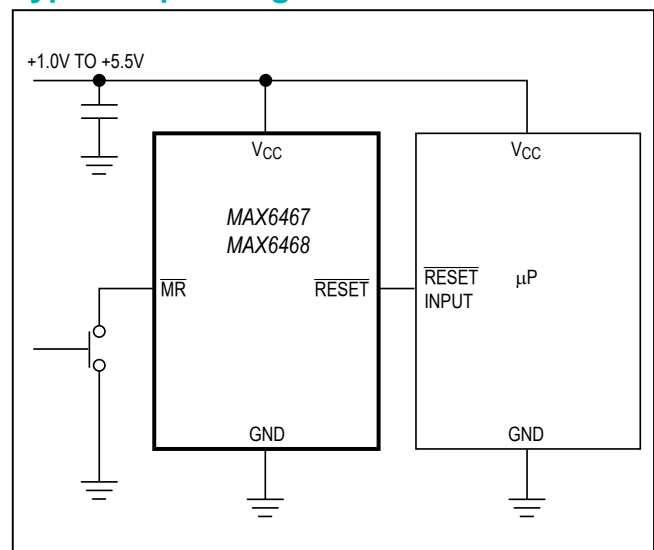 +1.0V TO +5.5V
VCC
VCC
MAX6467
MAX6468
MR
RESET
RESET
INPUT
μP
GND
GND